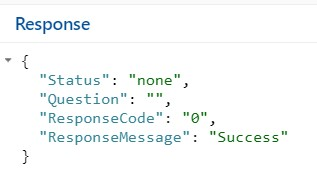 Response
{
"Status": "none",
"Question": "",
"ResponseCode": "0",
"ResponseMessage": "Success"
}